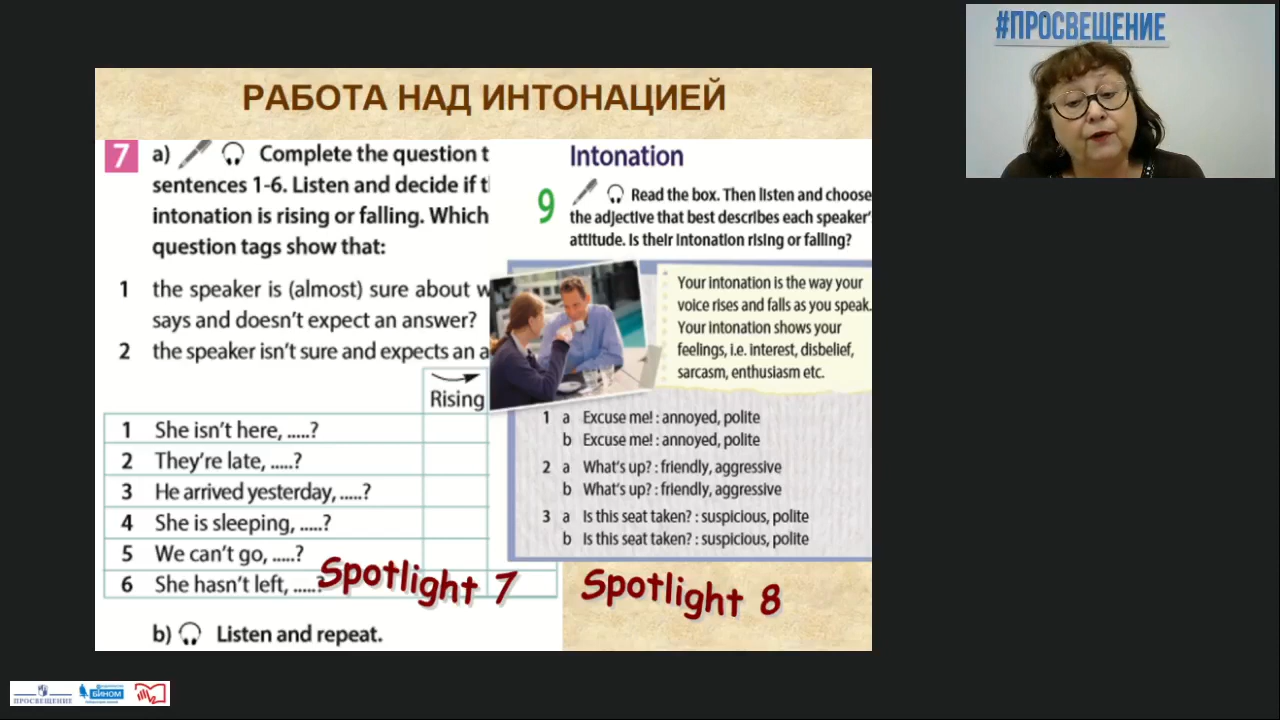 #ПРОСВЕЩЕНИЕ
РАБОТА НАД ИНТОНАЦИЕЙ
7 a) Complete the question t
sentences 1-6. Listen and decide if t
intonation is rising or falling. Which
question tags show that:
1 the speaker is (almost) sure about w
says and doesn't expect an answer?
2 the speaker isn't sure and expects an a
Rising
1 She isn't here, .....?
2 They're late, .....?
3 He arrived yesterday, .....?
4 She is sleeping, .....?
5 We can't go, .....?
6 She hasn't left, .....?
b) Listen and repeat.
Spotlight 7
Intonation
9 Read the box. Then listen and choose
the adjective that best describes each speaker'
attitude. Is their intonation rising or falling?
Your intonation is the way your
voice rises and falls as you speak.
Your intonation shows your
feelings, i.e. interest, disbelief,
sarcasm, enthusiasm etc.
1 a Excuse me! : annoyed, polite
b Excuse me! : annoyed, polite
2 a What's up? : friendly, aggressive
b What's up? : friendly, aggressive
3 a Is this seat taken? : suspicious, polite
b Is this seat taken? : suspicious, polite
Spotlight 8
ПРОСВЕЩЕНИЕ
БИНОМ